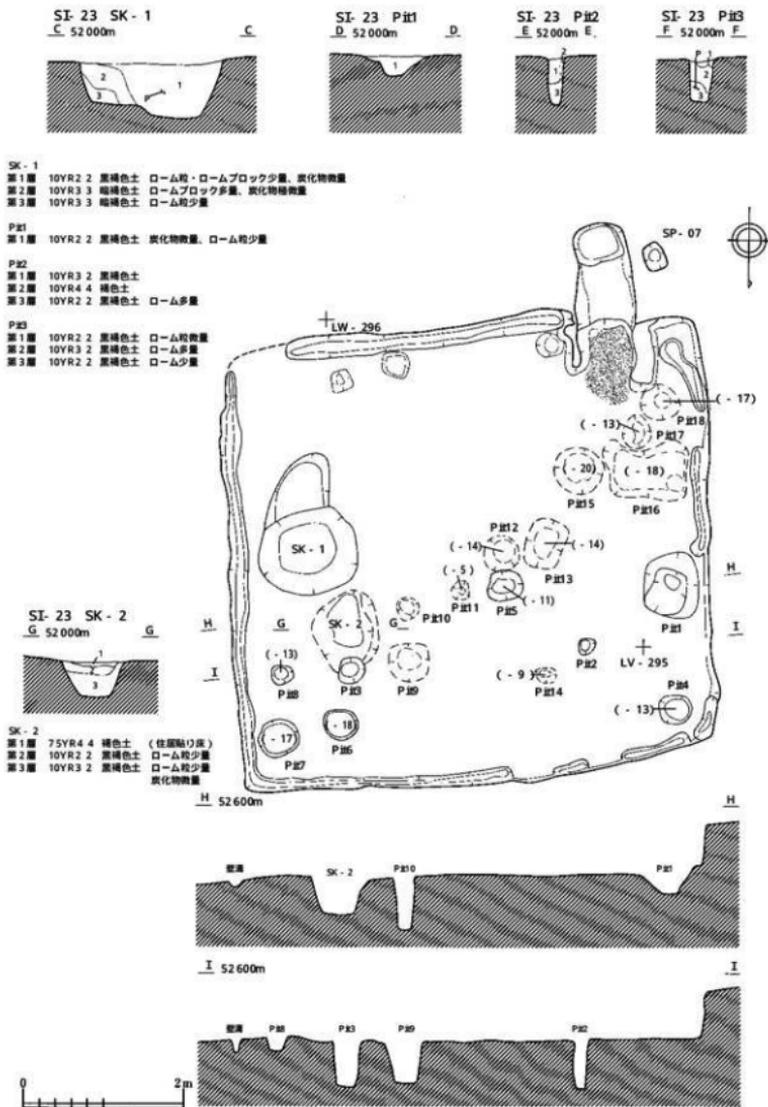 SI- 23 SK - 1
C 52 000m C
1
2
3
SI- 23 Pit1
D 52 000m D
1
SI- 23 Pit2
E 52 000m E
2
1
3
SI- 23 Pit3
F 52 000m F
P 1
2
3
SK - 1
第1層 10YR2 2 黒褐色土 ローム粒・ロームブロック少量、炭化物微量
第2層 10YR3 3 暗褐色土 ロームブロック多量、炭化物極微量
第3層 10YR3 3 暗褐色土 ローム粒少量
Pit1
第1層 10YR2 2 黒褐色土 炭化物微量、ローム粒少量
Pit2
第1層 10YR3 2 黒褐色土
第2層 10YR4 4 褐色土
第3層 10YR2 2 黒褐色土 ローム多量
Pit3
第1層 10YR2 2 黒褐色土 ローム粒微量
第2層 10YR3 2 黒褐色土 ローム多量
第3層 10YR2 2 黒褐色土 ローム少量
SP - 07
LW - 296
( - 17)
Pit18
( - 13)
Pit17
( - 20)
( - 18)
Pit15
Pit16
Pit12
SK - 1
( - 14)
( - 14)
Pit13
( - 5)
Pit11
Pit5
( - 11)
H
Pit1
SI- 23 SK - 2
G 52 000m G
1
3
H
G
SK - 2
G
Pit10
I
Pit2
LV - 295
I
( - 13)
Pit8
Pit3
Pit9
( - 9 )
Pit14
Pit4
( - 13)
- 17
Pit7
- 18
Pit6
SK - 2
第1層 75YR4 4 褐色土 (住居貼り床)
第2層 10YR2 2 黒褐色土 ローム粒少量
第3層 10YR3 2 黒褐色土 ローム粒少量
炭化物微量
H 52 600m H
壁溝
SK - 2
Pit10
Pit1
I 52 600m I
壁溝
Pit8
Pit3
Pit9
Pit2
0 2m